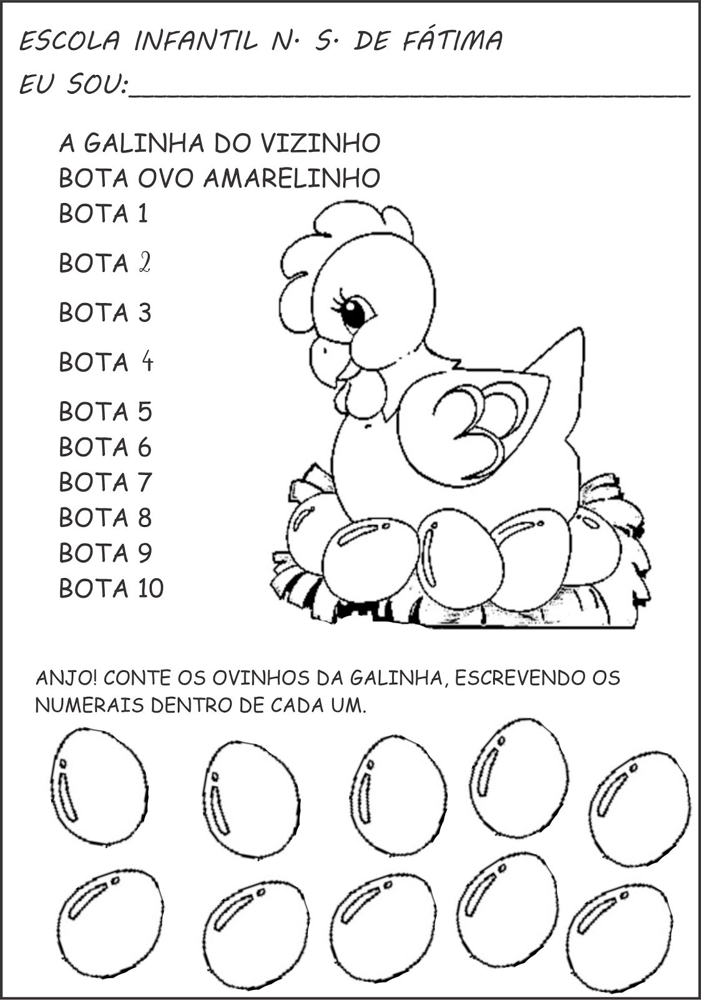 ESCOLA INFANTIL N. S. DE FÁTIMA
EU SOU:___________________________________________
A GALINHA DO VIZINHO
BOTA OVO AMARELINHO
BOTA 1
BOTA 2
BOTA 3
BOTA 4
BOTA 5
BOTA 6
BOTA 7
BOTA 8
BOTA 9
BOTA 10
ANJO! CONTE OS OVINHOS DA GALINHA, ESCREVENDO OS
NUMERAIS DENTRO DE CADA UM.